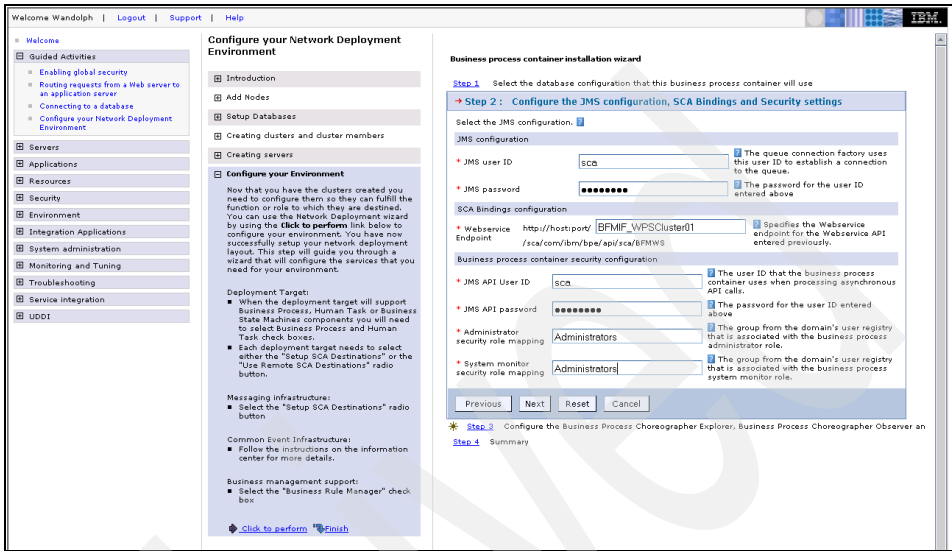 Welcome Wandolph | Logout | Support | Help
IBM.
Welcome
Guided Activities
Enabling global security
Routing requests from a Web server to
an application server
Connecting to a database
Configure your Network Deployment
Environment
Servers
Applications
Resources
Security
Environment
Integration Applications
System administration
Monitoring and Tuning
Troubleshooting
Service integration
UDDI
Configure your Network Deployment
Environment
Introduction
Add Nodes
Setup Databases
Creating clusters and cluster members
Creating servers
Configure your Environment
Now that you have the clusters created you
need to configure them so they can fulfill the
function or role to which they are destined.
You can use the Network Deployment wizard
by using the Click to perform link below to
configure your environment. You have now
successfully setup your network deployment
layout. This step will guide you through a
wizard that will configure the services that you
need for your environment.
Deployment Target:
When the deployment target will support
Business Process, Human Task or Business
State Machines components you will need
to select Business Process and Human
Task check boxes.
Each deployment target needs to select
either the "Setup SCA Destinations" or the
"Use Remote SCA Destinations" radio
button.
Messaging infrastructure:
Select the "Setup SCA Destinations" radio
button
Common Event Infrastructure:
Follow the instructions on the information
center for more details.
Business management support:
Select the "Business Rule Manager" check
box
Click to perform Finish
Business process container installation wizard
Step 1 Select the database configuration that this business process container will use
Step 2 : Configure the JMS configuration, SCA Bindings and Security settings
Select the JMS configuration. ?
JMS configuration
* JMS user ID
sca
? The queue connection factory uses
this user ID to establish a connection
to the queue.
* JMS password
●●●●●●●●
? The password for the user ID
entered above
SCA Bindings configuration
* Webservice
Endpoint
http://host:port/ BFMIF_WPSCluster01
/sca/com/ibm/bpe/api/sca/BFMWS
? Specifies the Webservice
endpoint for the Webservice API
entered previously.
Business process container security configuration
* JMS API User ID
sca
? The user ID that the business process
container uses when processing asynchronous
API calls.
* JMS API password
●●●●●●●●
? The password for the user ID entered
above
* Administrator
security role mapping
Administrators
? The group from the domain's user registry
that is associated with the business process
administrator role.
* System monitor
security role mapping
Administrators
? The group from the domain's user registry
that is associated with the business process
system monitor role.
Previous Next Reset Cancel
Step 3 Configure the Business Process Choreographer Explorer, Business Process Choreographer Observer an
Step 4 Summary